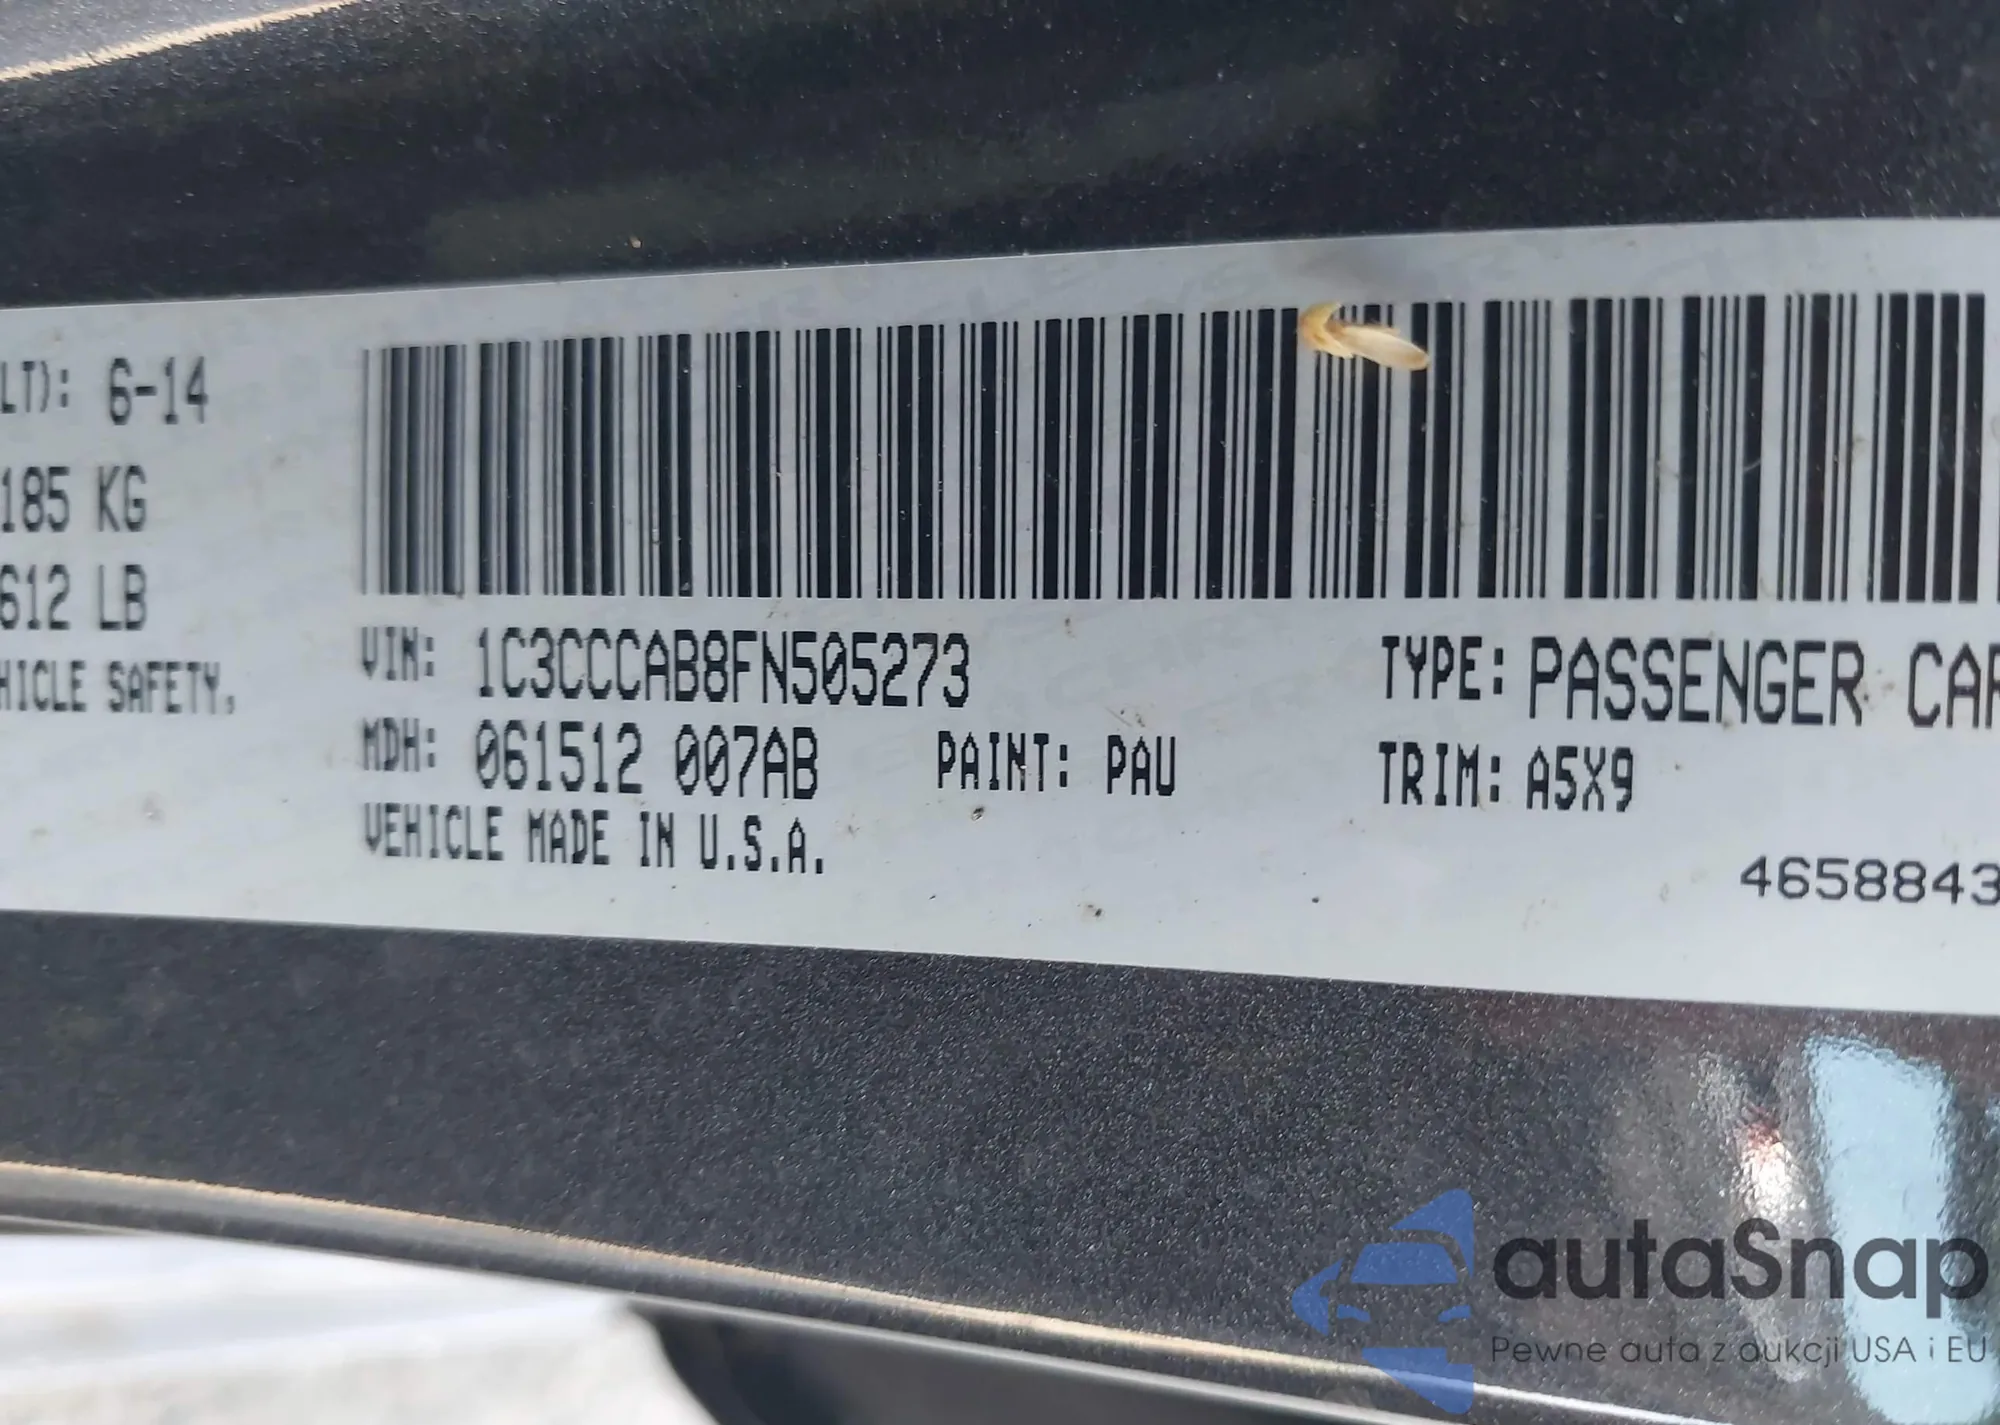 LT): 6-14
185 KG
612 LB
HICLE SAFETY,
VIN: 1C3CCCAB8FN505273
TYPE: PASSENGER CAR
MDH: 061512 007AB
PAINT: PAU
TRIM: A5X9
VEHICLE MADE IN U.S.A.
4658843
autaSnap
Pewne auta z aukcji USA i EU